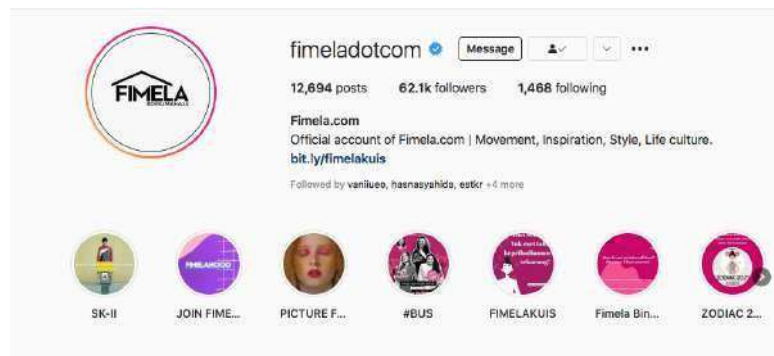 fimeladotcom Message
12,694 posts 62.1k followers 1,468 following
Fimela.com
Official account of Fimela.com | Movement, Inspiration, Style, Life culture.
bit.ly/fimelakuis
Followed by vaniiueo, hasnasyahida, estkr +4 more
FIMELA
FIMELAHOOD
SK-II JOIN FIME... PICTURE F... #BUS FIMELAKUIS Fimela Bin... ZODIAC 2...